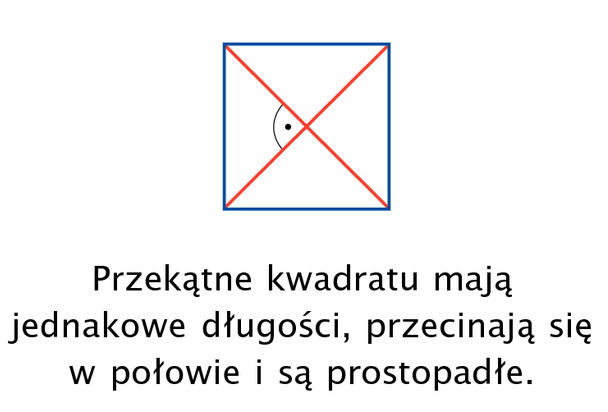 Przekątne kwadratu mają
jednakowe długości, przecinają się
w połowie i są prostopadłe.